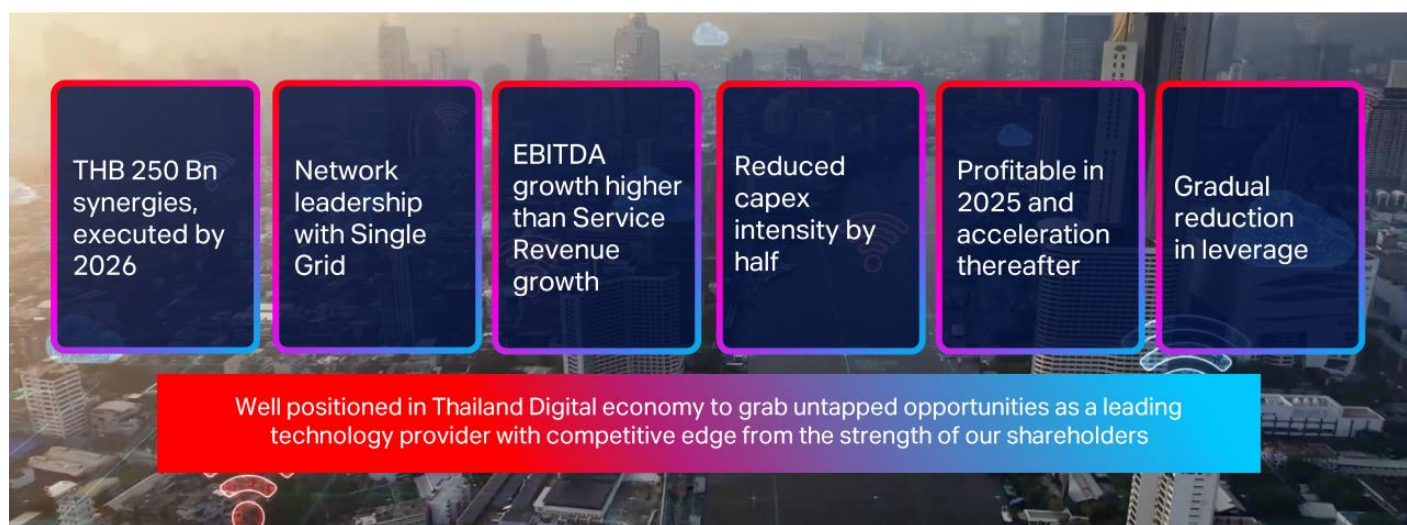 THB 250 Bn
synergies,
executed by
2026
Network
leadership
with Single
Grid
EBITDA
growth higher
than Service
Revenue
growth
Reduced
capex
intensity by
half
Profitable in
2025 and
acceleration
thereafter
Gradual
reduction
in leverage
Well positioned in Thailand Digital economy to grab untapped opportunities as a leading
technology provider with competitive edge from the strength of our shareholders